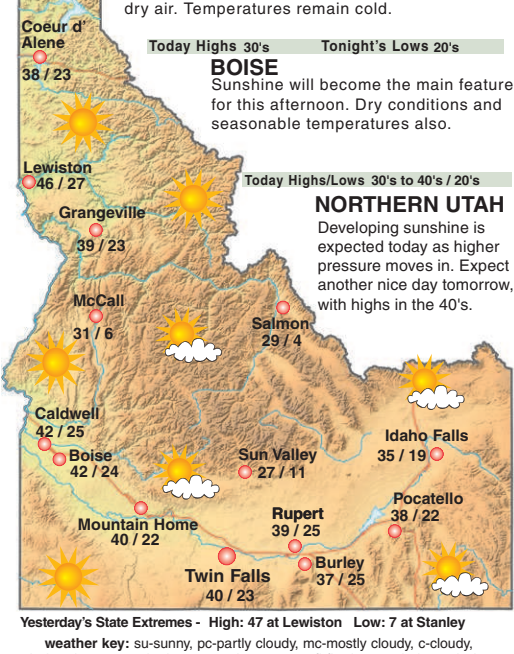 dry air. Temperatures remain cold.
Today Highs 30's Tonight's Lows 20's
BOISE
Sunshine will become the main feature
for this afternoon. Dry conditions and
seasonable temperatures also.
Today Highs/Lows 30's to 40's / 20's
NORTHERN UTAH
Developing sunshine is
expected today as higher
pressure moves in. Expect
another nice day tomorrow,
with highs in the 40's.
Coeur d'
Alene
38 / 23
Lewiston
46 / 27
Grangeville
39 / 23
McCall
31 / 6
Salmon
29 / 4
Caldwell
42 / 25
Boise
42 / 24
Sun Valley
27 / 11
Idaho Falls
35 / 19
Mountain Home
40 / 22
Rupert
39 / 25
Pocatello
38 / 22
Twin Falls
40 / 23
Burley
37 / 25
Yesterday's State Extremes - High: 47 at Lewiston Low: 7 at Stanley
weather key: su-sunny, pc-partly cloudy, mc-mostly cloudy, c-cloudy,